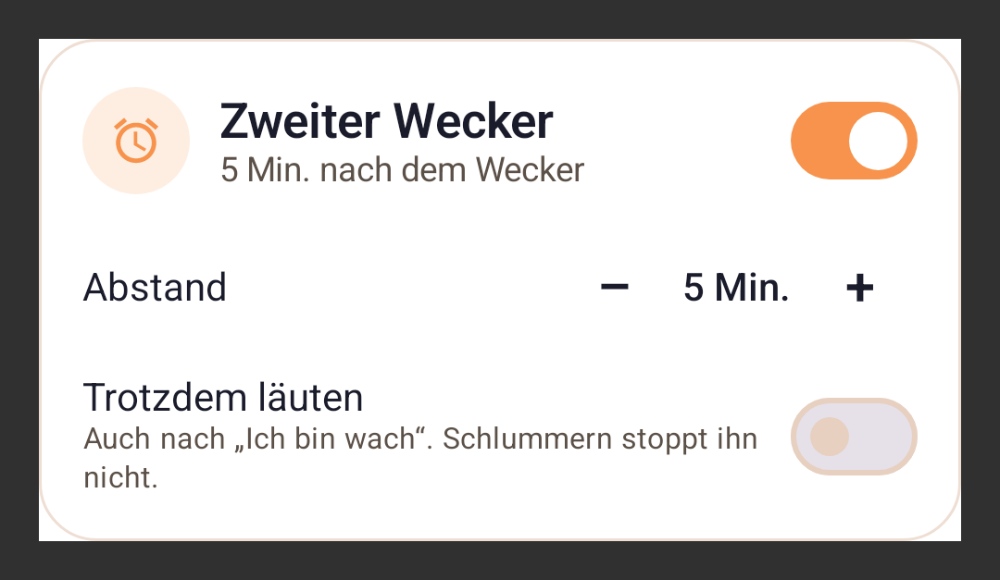 Zweiter Wecker
5 Min. nach dem Wecker
Abstand
− 5 Min. +
Trotzdem läuten
Auch nach „Ich bin wach“. Schlummern stoppt ihn
nicht.